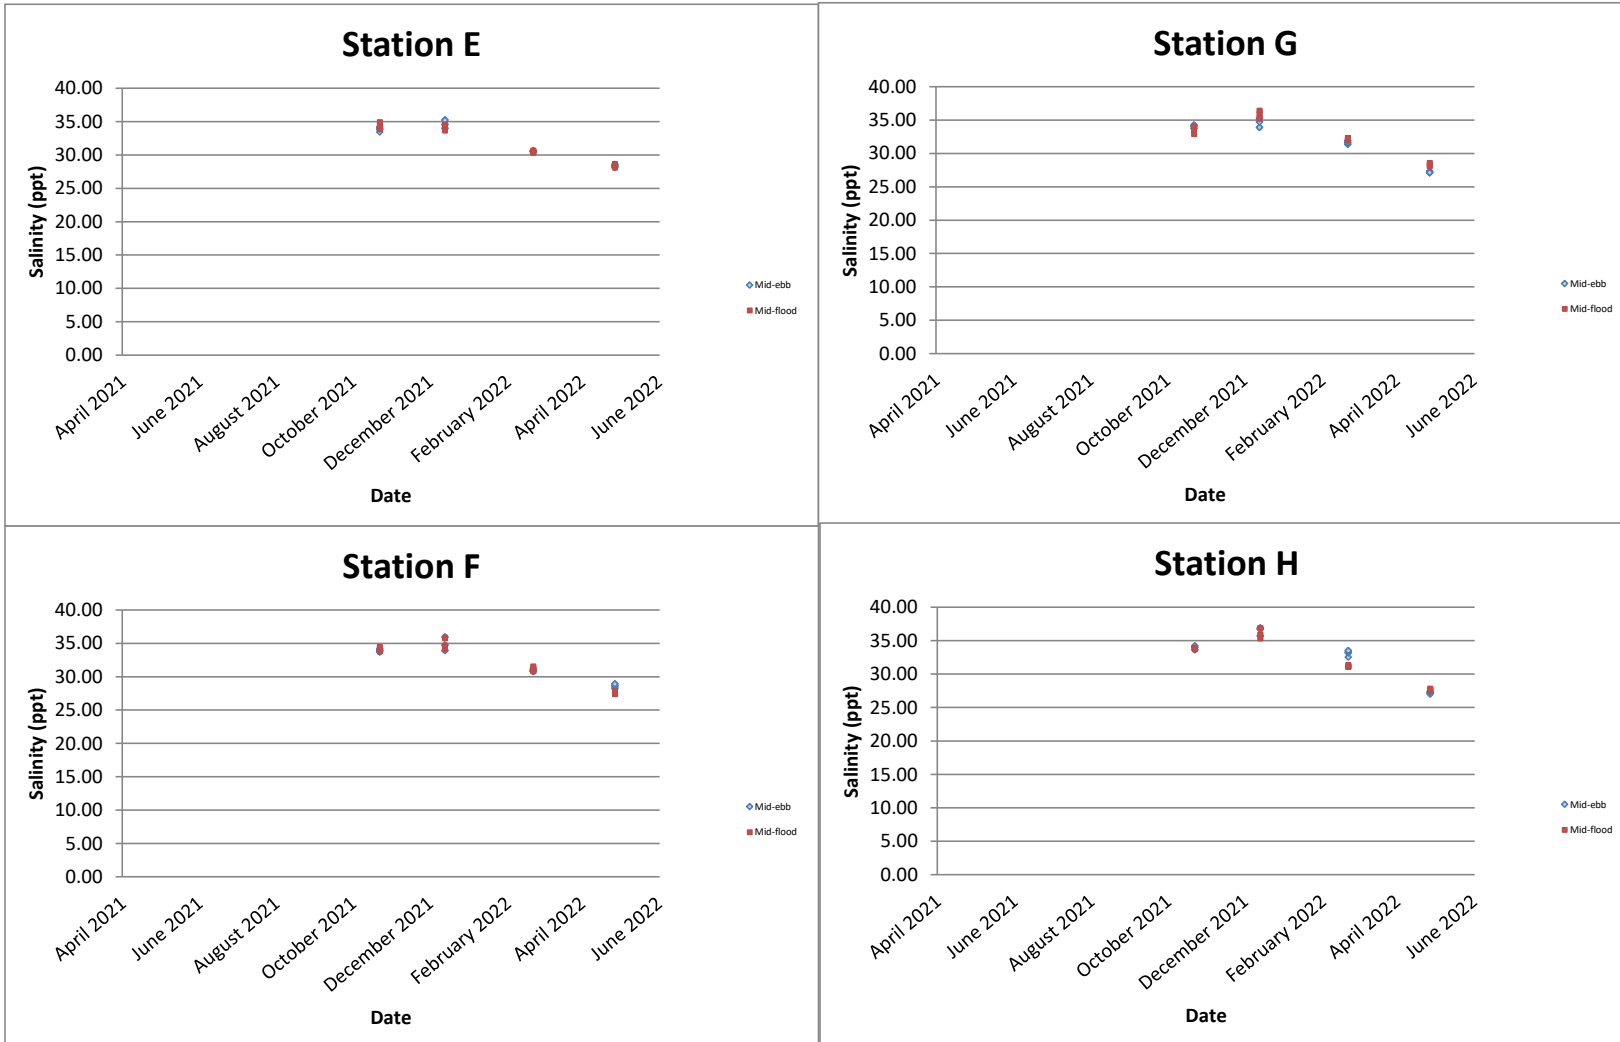 Station E
40.00
35.00
30.00
25.00
20.00
15.00
10.00
5.00
0.00
Salinity (ppt)
April 2021
June 2021
August 2021
October 2021
December 2021
February 2022
April 2022
June 2022
Date
Mid-ebb
Mid-flood
Station G
40.00
35.00
30.00
25.00
20.00
15.00
10.00
5.00
0.00
Salinity (ppt)
April 2021
June 2021
August 2021
October 2021
December 2021
February 2022
April 2022
June 2022
Date
Mid-ebb
Mid-flood
Station F
40.00
35.00
30.00
25.00
20.00
15.00
10.00
5.00
0.00
Salinity (ppt)
April 2021
June 2021
August 2021
October 2021
December 2021
February 2022
April 2022
June 2022
Date
Mid-ebb
Mid-flood
Station H
40.00
35.00
30.00
25.00
20.00
15.00
10.00
5.00
0.00
Salinity (ppt)
April 2021
June 2021
August 2021
October 2021
December 2021
February 2022
April 2022
June 2022
Date
Mid-ebb
Mid-flood